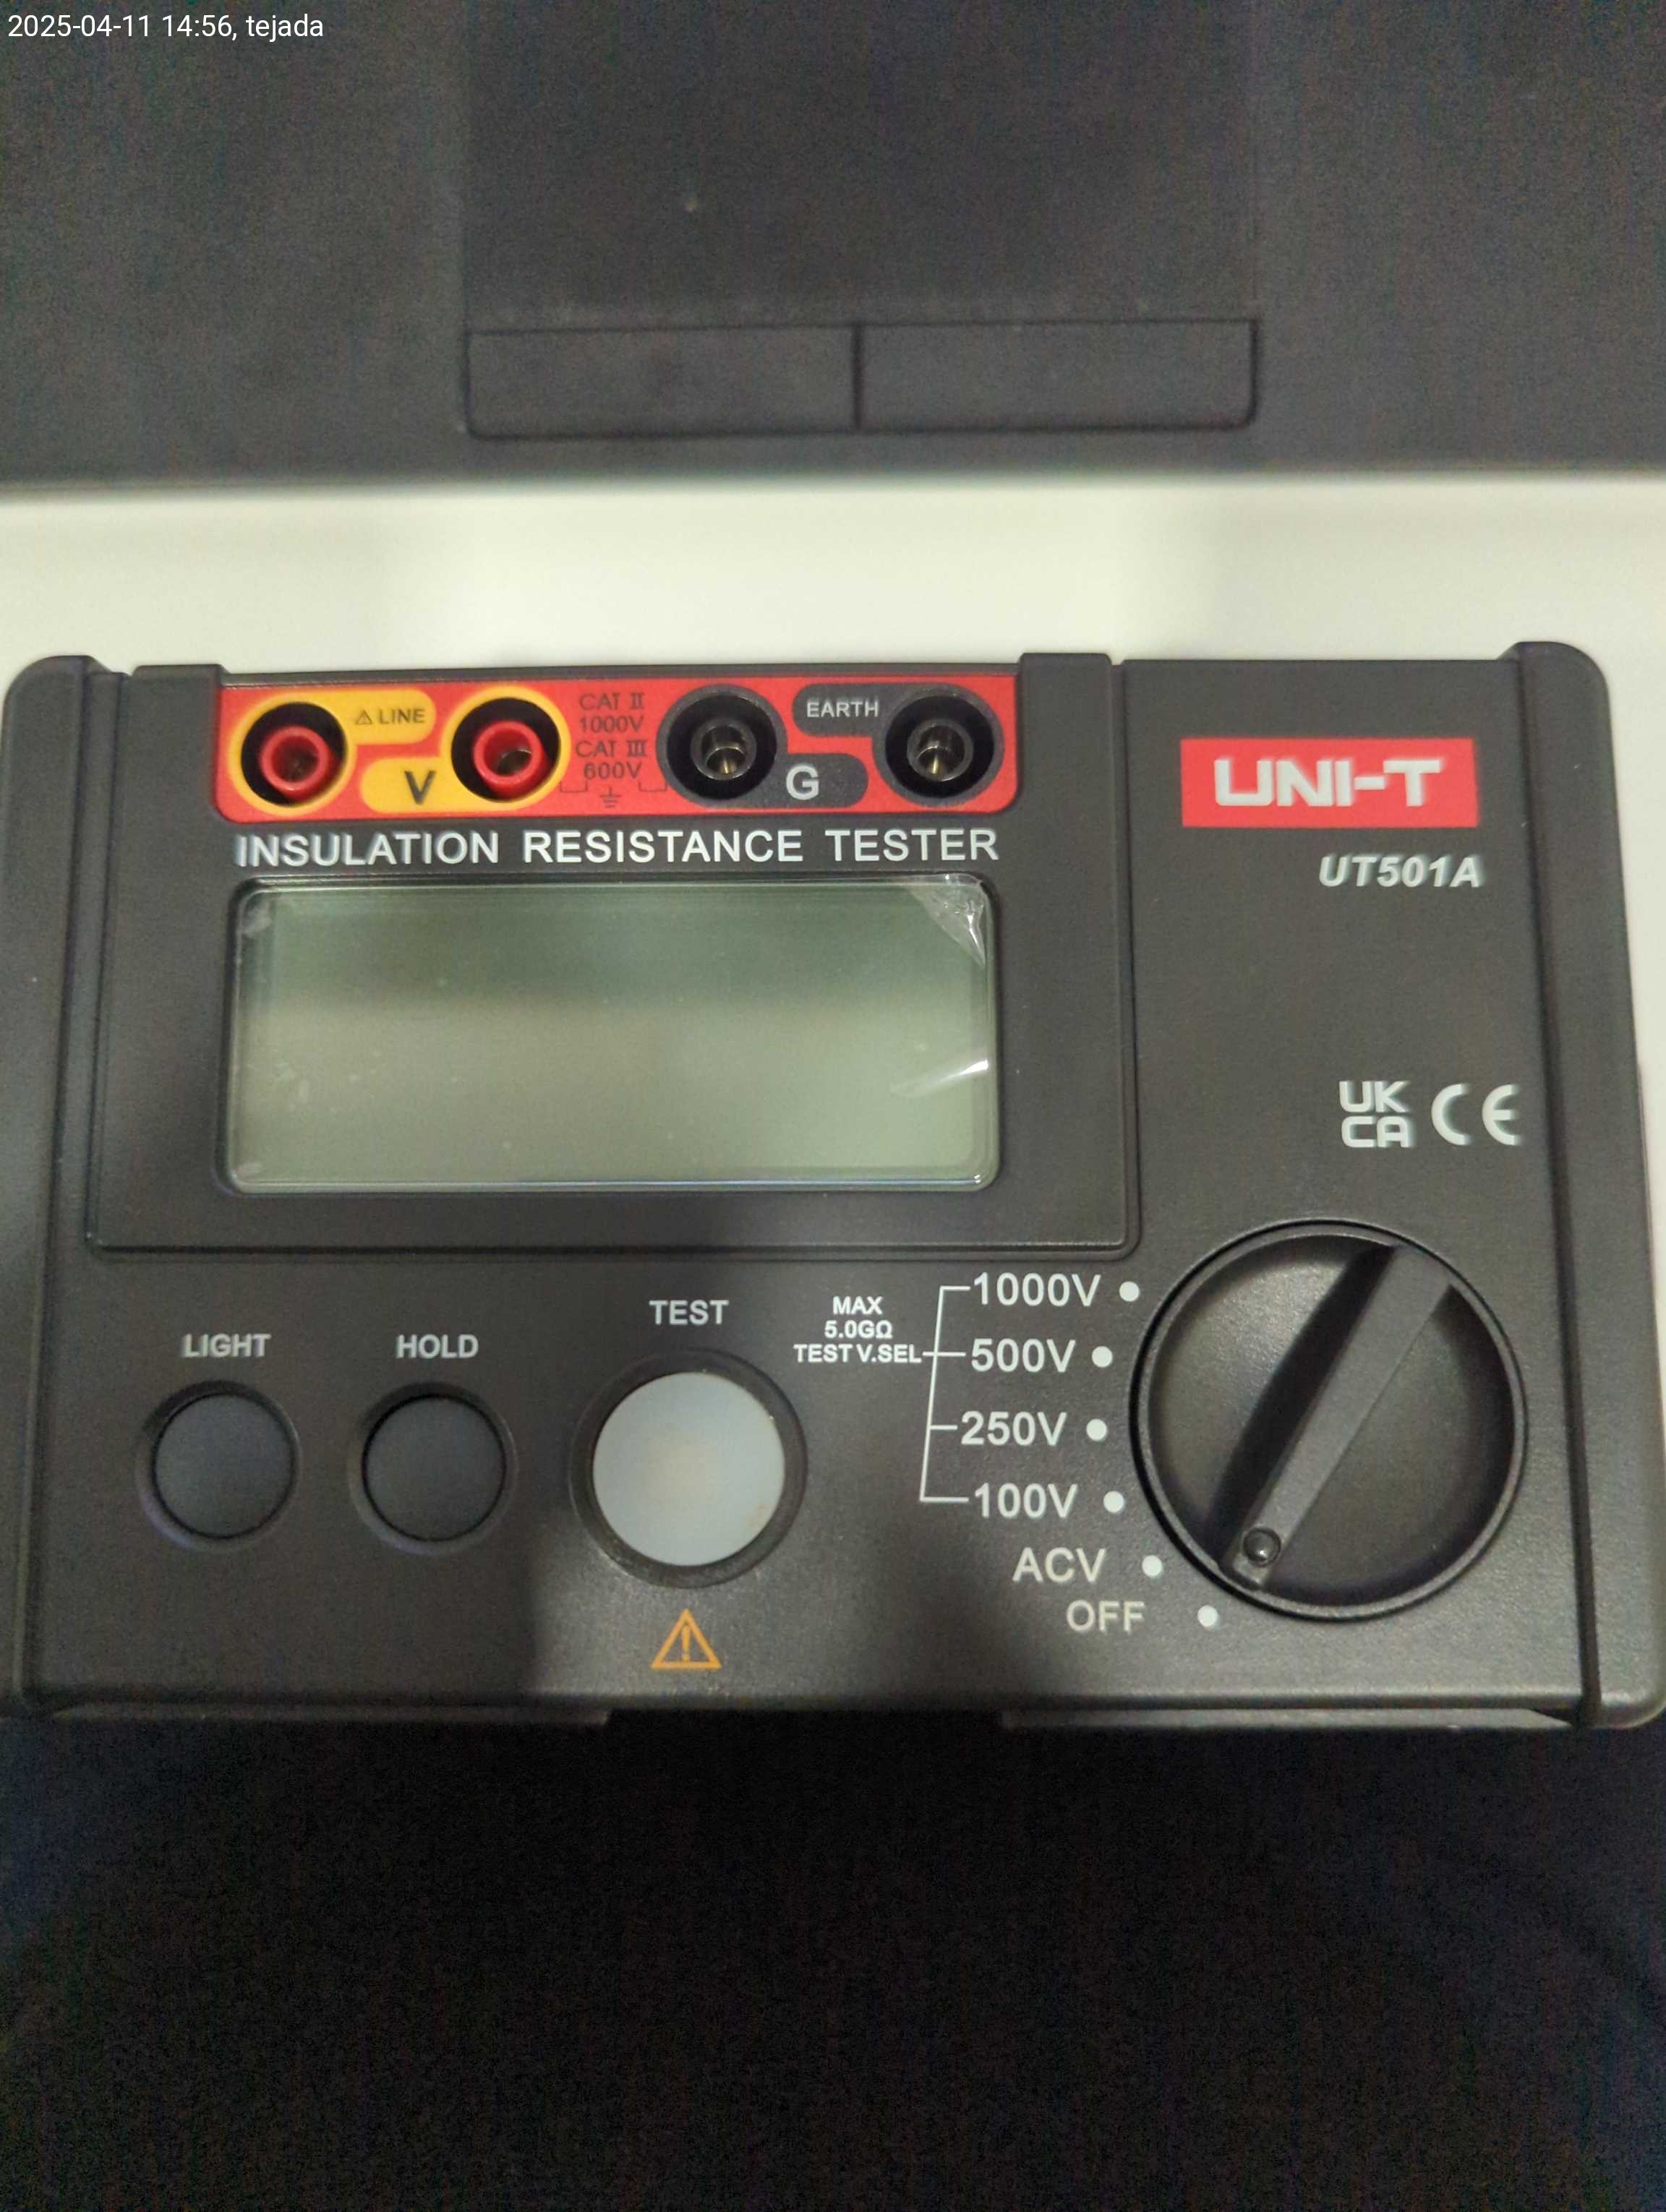 2025-04-11 14:56, tejada
⚠ LINE
V
CAT II
1000V
CAT III
600V
EARTH
G
UNI-T
INSULATION RESISTANCE TESTER
UT501A
UK
CA CE
LIGHT
HOLD
TEST
MAX
5.0GΩ
TEST V.SEL
1000V
500V
250V
100V
ACV
OFF